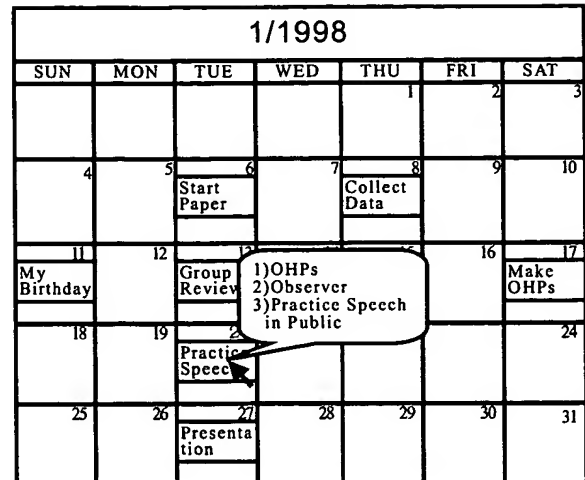 1/1998
SUN MON TUE WED THU FRI SAT
1 2 3
4 5 6 7 8 9 10
Start
Paper
Collect
Data
11 12 16 17
My
Birthday
Group
Review
1)OHPs
2)Observer
3)Practice Speech
in Public
Make
OHPs
18 19 24
Practice
Speec
25 26 27 28 29 30 31
Presenta
tion